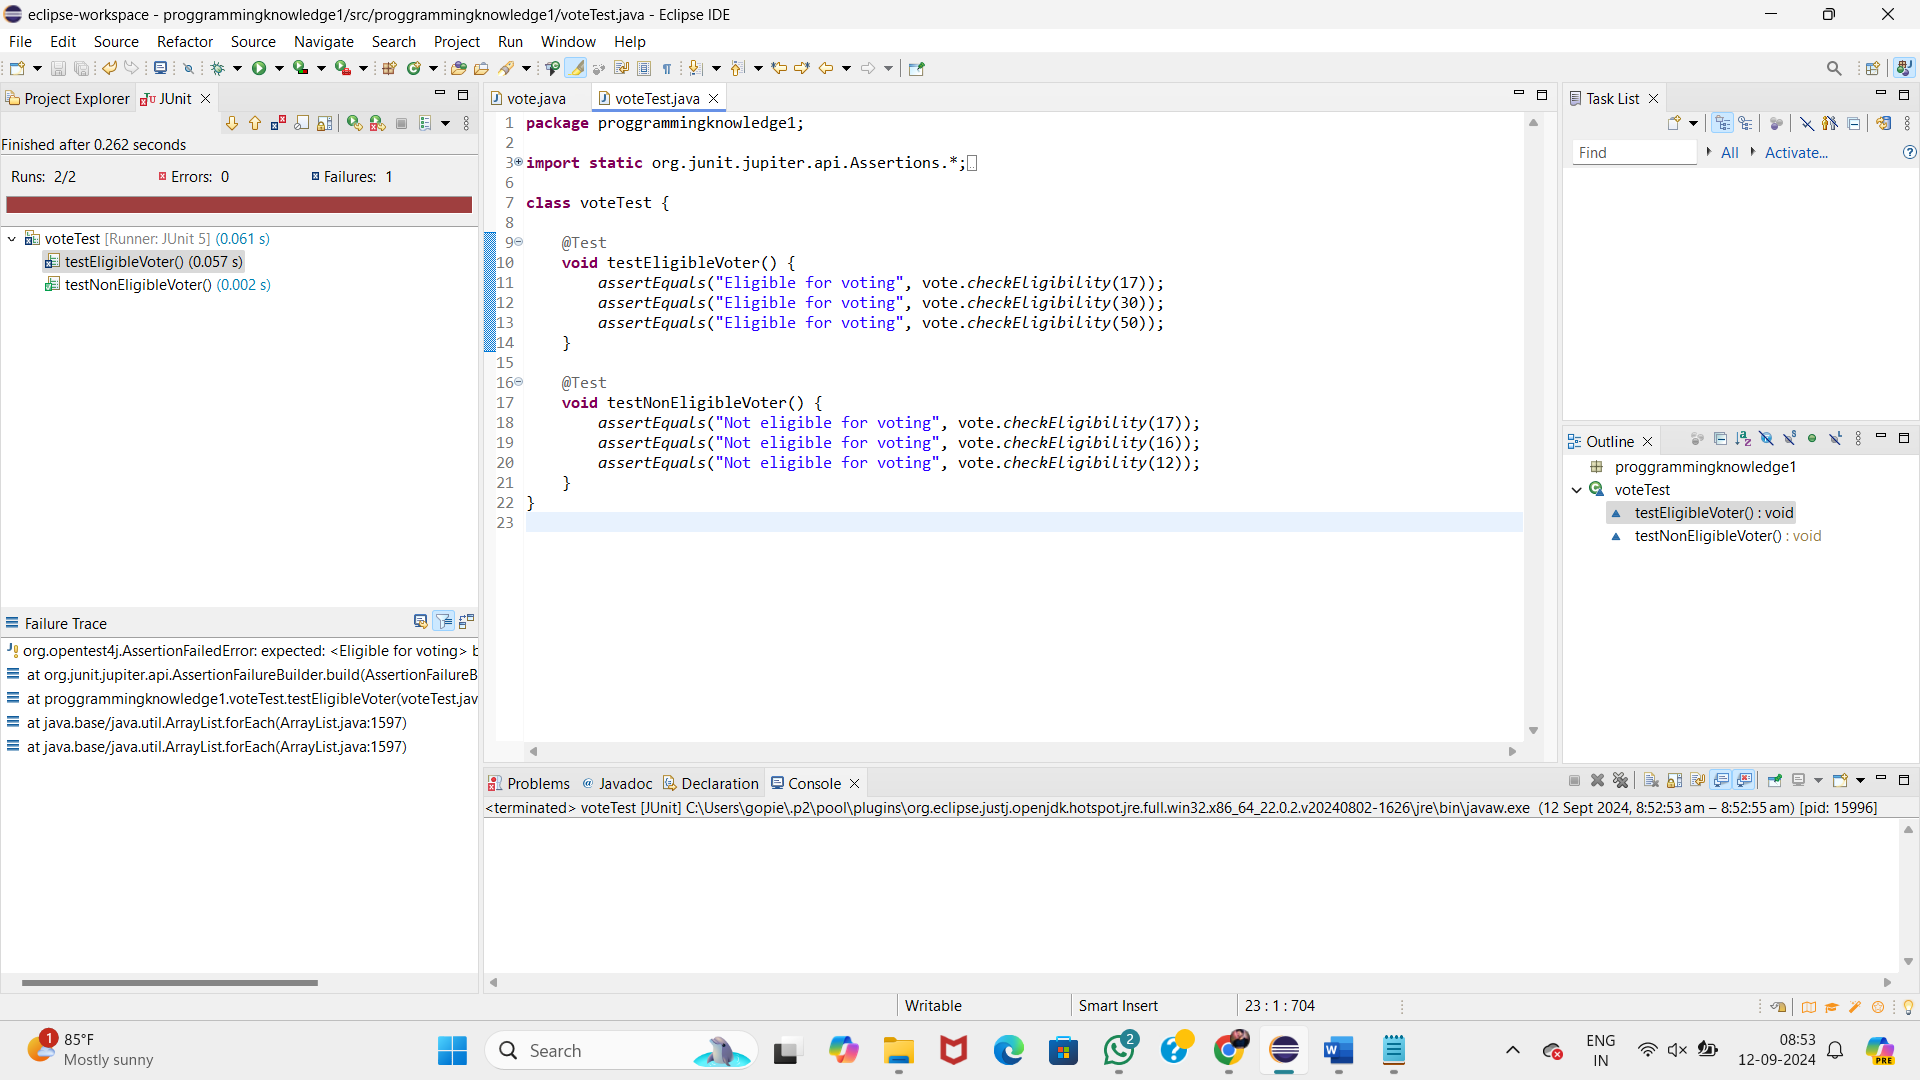 eclipse-workspace - proggrammingknowledge1/src/proggrammingknowledge1/voteTest.java - Eclipse IDE
File Edit Source Refactor Source Navigate Search Project Run Window Help
Project Explorer JUnit
Finished after 0.262 seconds
Runs: 2/2 Errors: 0 Failures: 1
voteTest [Runner: JUnit 5] (0.061 s)
testEligibleVoter() (0.057 s)
testNonEligibleVoter() (0.002 s)
Failure Trace
org.opentest4j.AssertionFailedError: expected: <Eligible for voting> b
at org.junit.jupiter.api.AssertionFailureBuilder.build(AssertionFailureB
at proggrammingknowledge1.voteTest.testEligibleVoter(voteTest.jav
at java.base/java.util.ArrayList.forEach(ArrayList.java:1597)
at java.base/java.util.ArrayList.forEach(ArrayList.java:1597)
vote.java voteTest.java
1 package proggrammingknowledge1;
2
3 import static org.junit.jupiter.api.Assertions.*;
6
7 class voteTest {
8
9 @Test
10 void testEligibleVoter() {
11 assertEquals("Eligible for voting", vote.checkEligibility(17));
12 assertEquals("Eligible for voting", vote.checkEligibility(30));
13 assertEquals("Eligible for voting", vote.checkEligibility(50));
14 }
15
16 @Test
17 void testNonEligibleVoter() {
18 assertEquals("Not eligible for voting", vote.checkEligibility(17));
19 assertEquals("Not eligible for voting", vote.checkEligibility(16));
20 assertEquals("Not eligible for voting", vote.checkEligibility(12));
21 }
22 }
23
Task List
Find All Activate...
Outline
proggrammingknowledge1
voteTest
testEligibleVoter() : void
testNonEligibleVoter() : void
Problems Javadoc Declaration Console
<terminated> voteTest [JUnit] C:\Users\gopie\.p2\pool\plugins\org.eclipse.justj.openjdk.hotspot.jre.full.win32.x86_64_22.0.2.v20240802-1626\jre\bin\javaw.exe (12 Sept 2024, 8:52:53 am – 8:52:55 am) [pid: 15996]
Writable Smart Insert 23 : 1 : 704
1
85°F
Mostly sunny
Search
2
ENG
IN
08:53
12-09-2024
PRE